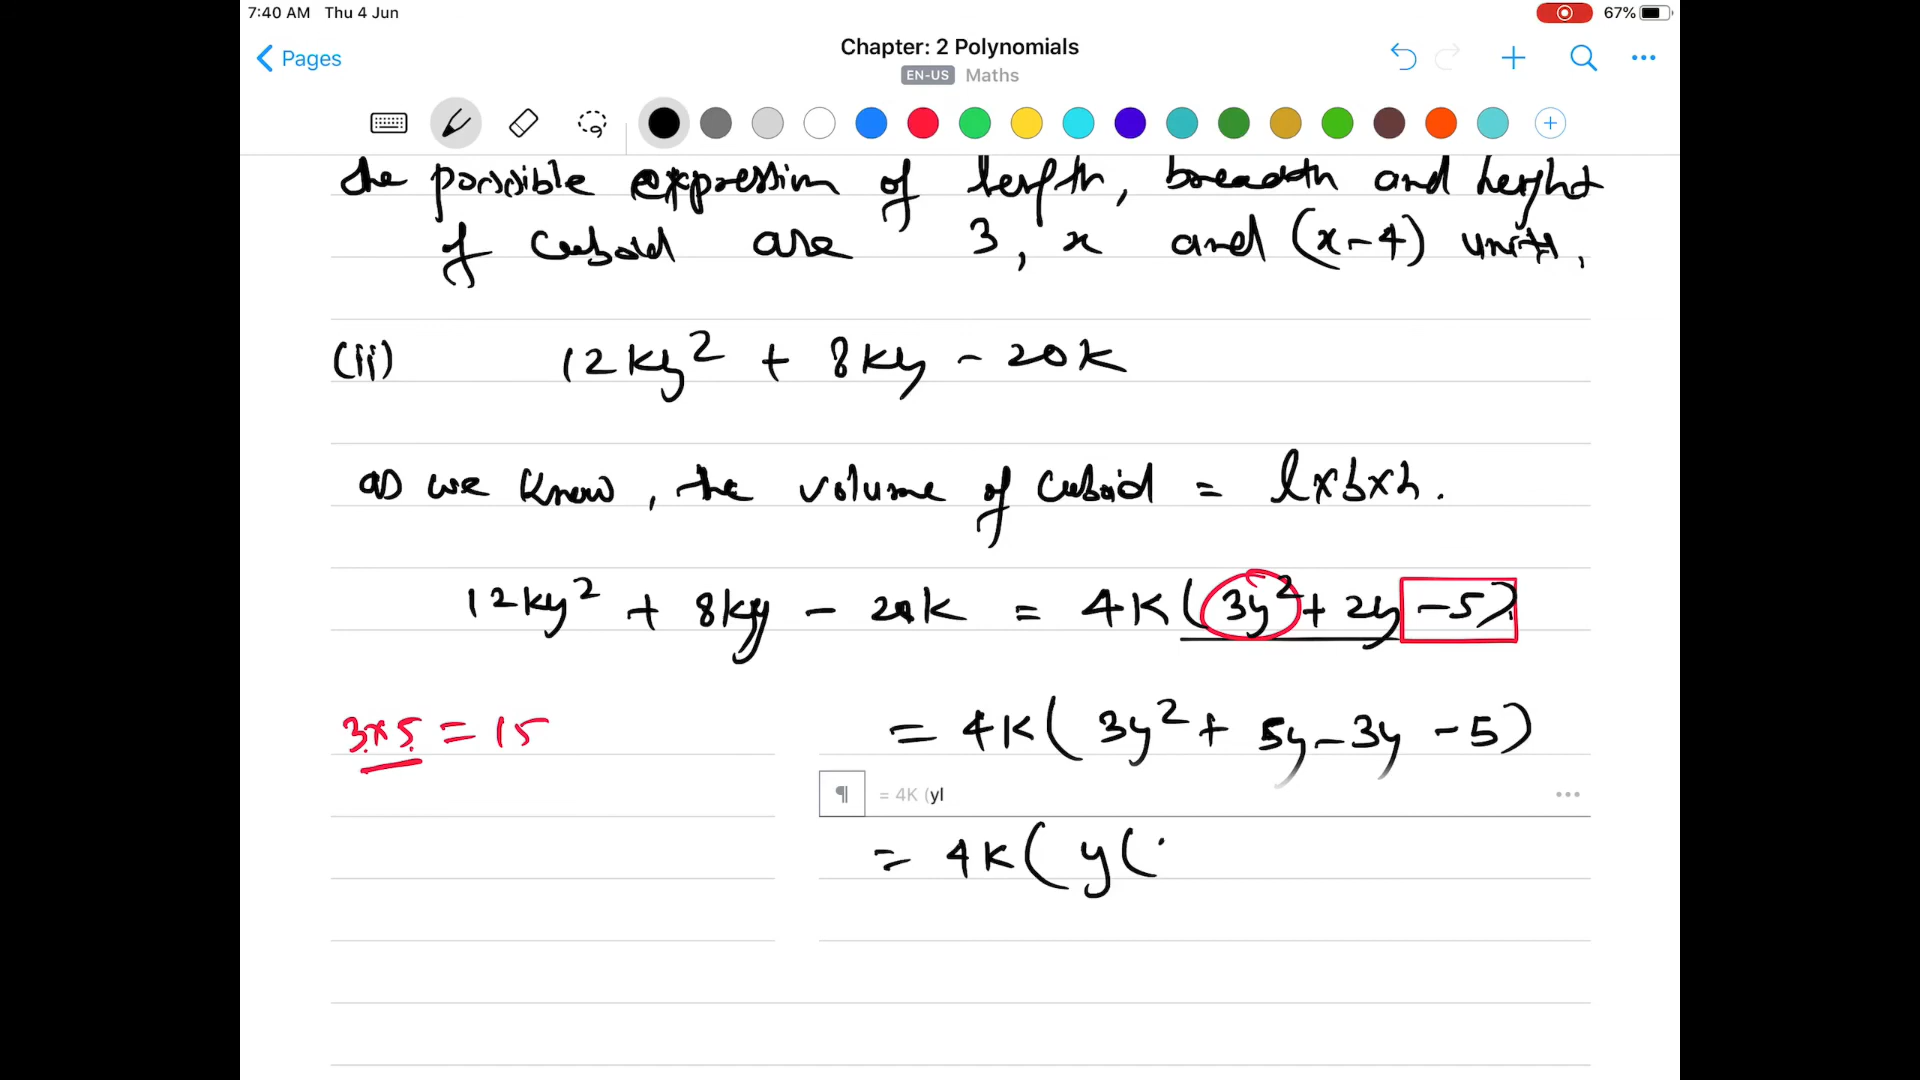 7:40 AM Thu 4 Jun
67%
Pages
Chapter: 2 Polynomials
EN-US Maths
the possible expression of length, breadth and height
of cuboid are 3, x and (x-4) units.
(ii) 12ky² + 8ky - 20k
as we know, the volume of cuboid = l×b×h.
12ky² + 8ky - 20k = 4K(3y² + 2y - 5)
3×5 = 15
= 4K(3y² + 5y - 3y - 5)
¶ = 4K (yl
= 4K( y(